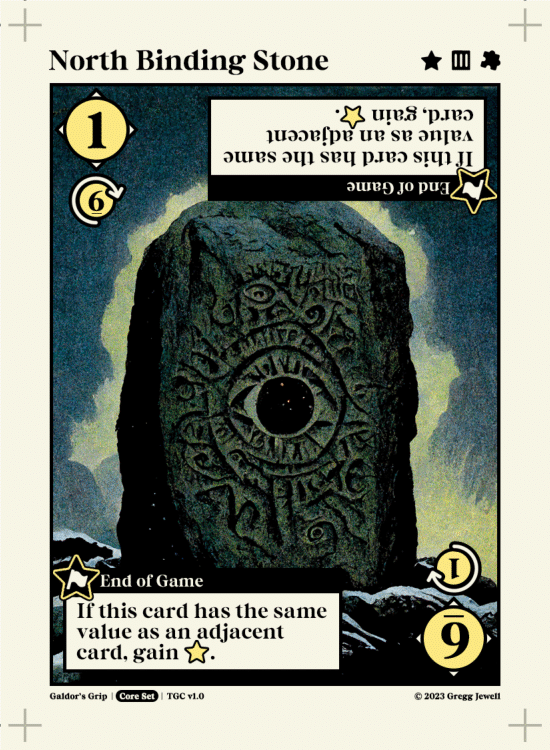 North Binding Stone
1
6
End of Game
If this card has the same
value as an adjacent
card, gain .
End of Game
If this card has the same
value as an adjacent
card, gain .
1
6
Galdor's Grip | Core Set | TGC v1.0
© 2023 Gregg Jewell